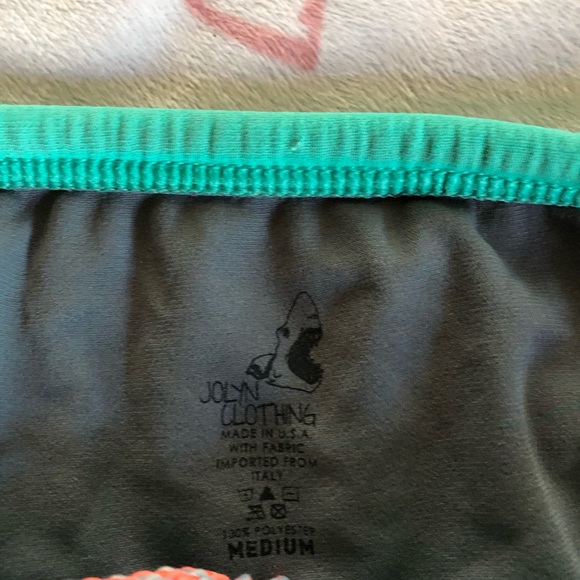 JOLYN
CLOTHING
MADE IN U.S.A
WITH FABRIC
IMPORTED FROM
ITALY
100% POLYESTER
MEDIUM